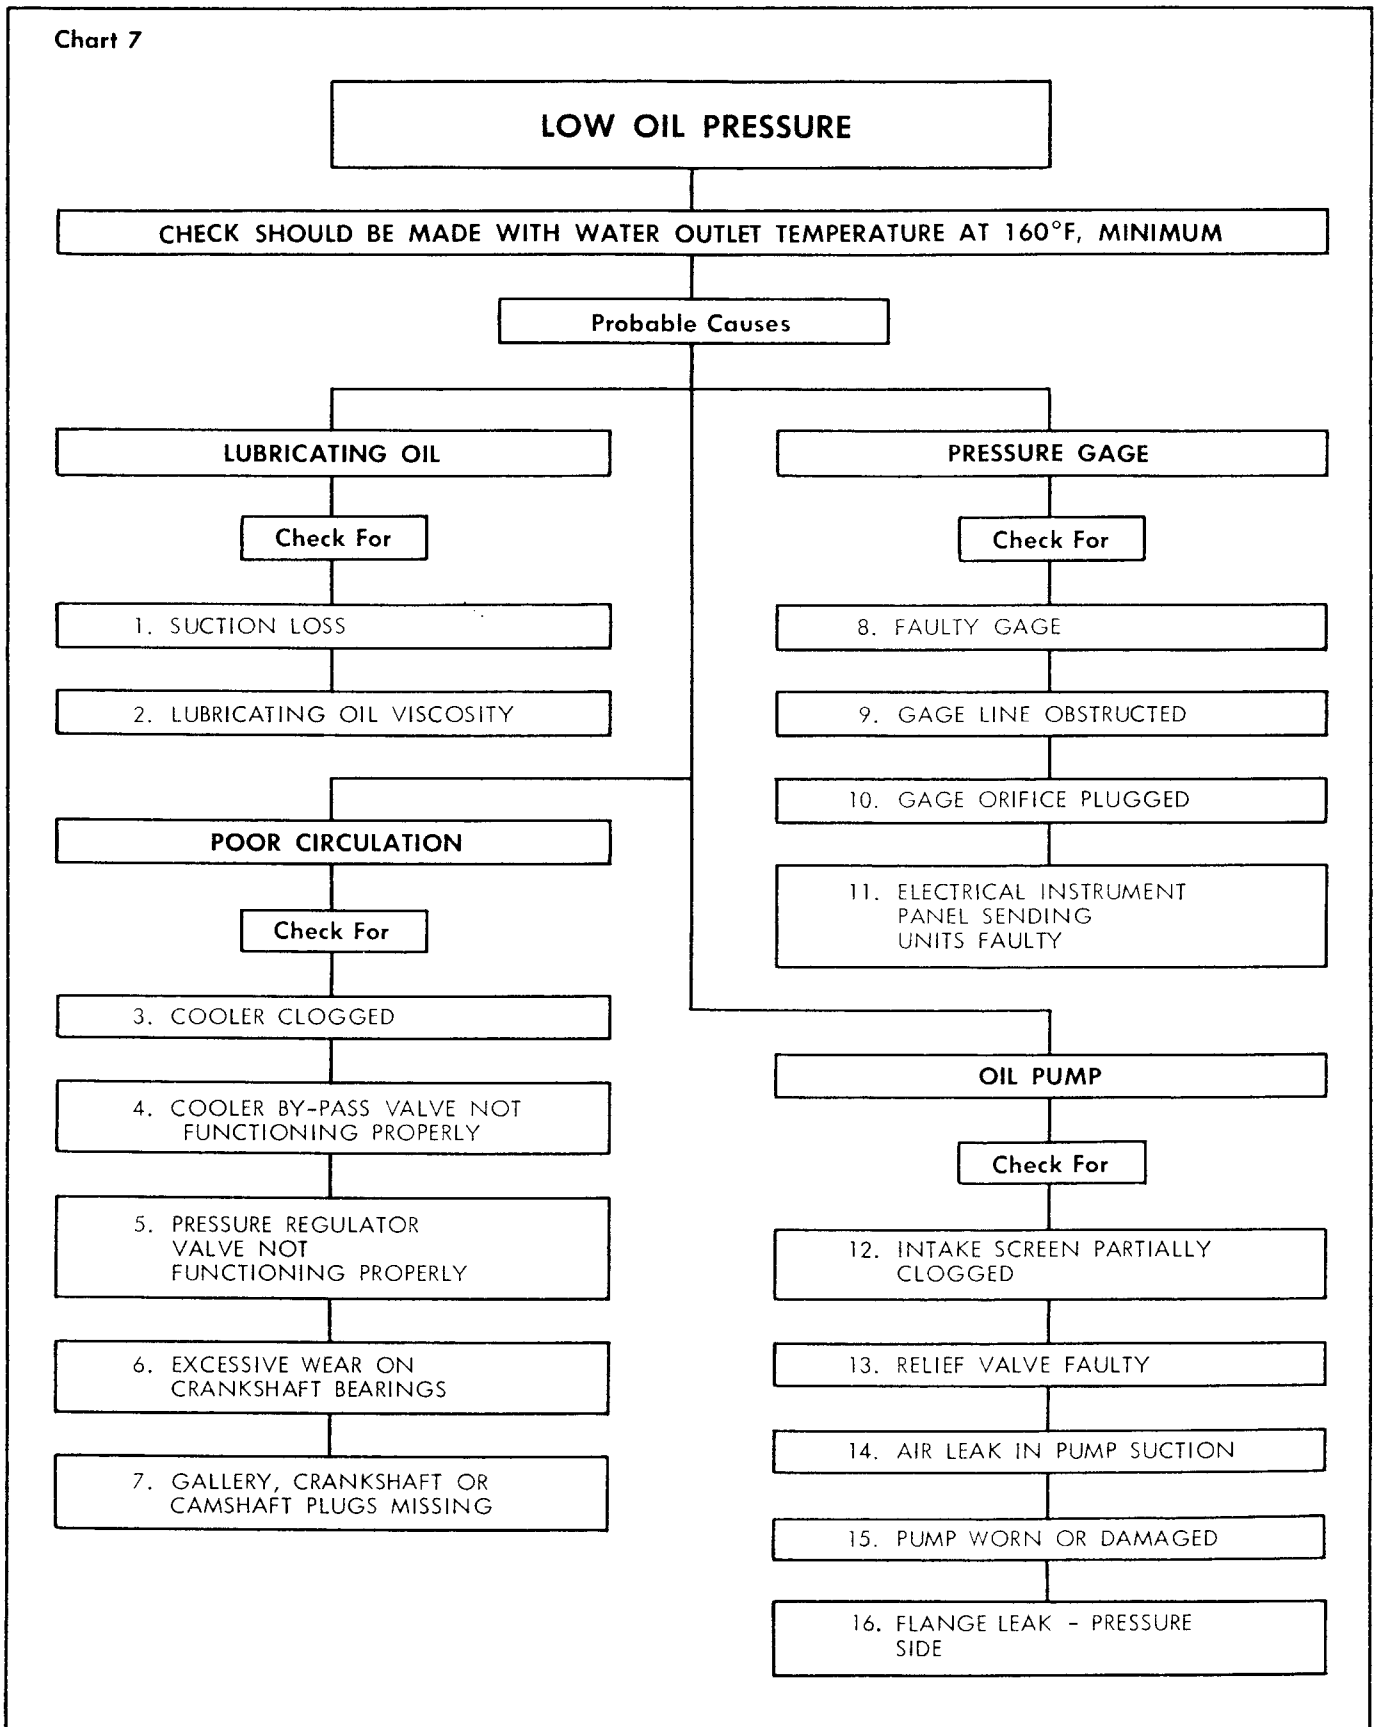 Chart 7
LOW OIL PRESSURE
CHECK SHOULD BE MADE WITH WATER OUTLET TEMPERATURE AT 160°F, MINIMUM
Probable Causes
LUBRICATING OIL
Check For
1. SUCTION LOSS
2. LUBRICATING OIL VISCOSITY
POOR CIRCULATION
Check For
3. COOLER CLOGGED
4. COOLER BY-PASS VALVE NOT
FUNCTIONING PROPERLY
5. PRESSURE REGULATOR
VALVE NOT
FUNCTIONING PROPERLY
6. EXCESSIVE WEAR ON
CRANKSHAFT BEARINGS
7. GALLERY, CRANKSHAFT OR
CAMSHAFT PLUGS MISSING
PRESSURE GAGE
Check For
8. FAULTY GAGE
9. GAGE LINE OBSTRUCTED
10. GAGE ORIFICE PLUGGED
11. ELECTRICAL INSTRUMENT
PANEL SENDING
UNITS FAULTY
OIL PUMP
Check For
12. INTAKE SCREEN PARTIALLY
CLOGGED
13. RELIEF VALVE FAULTY
14. AIR LEAK IN PUMP SUCTION
15. PUMP WORN OR DAMAGED
16. FLANGE LEAK - PRESSURE
SIDE